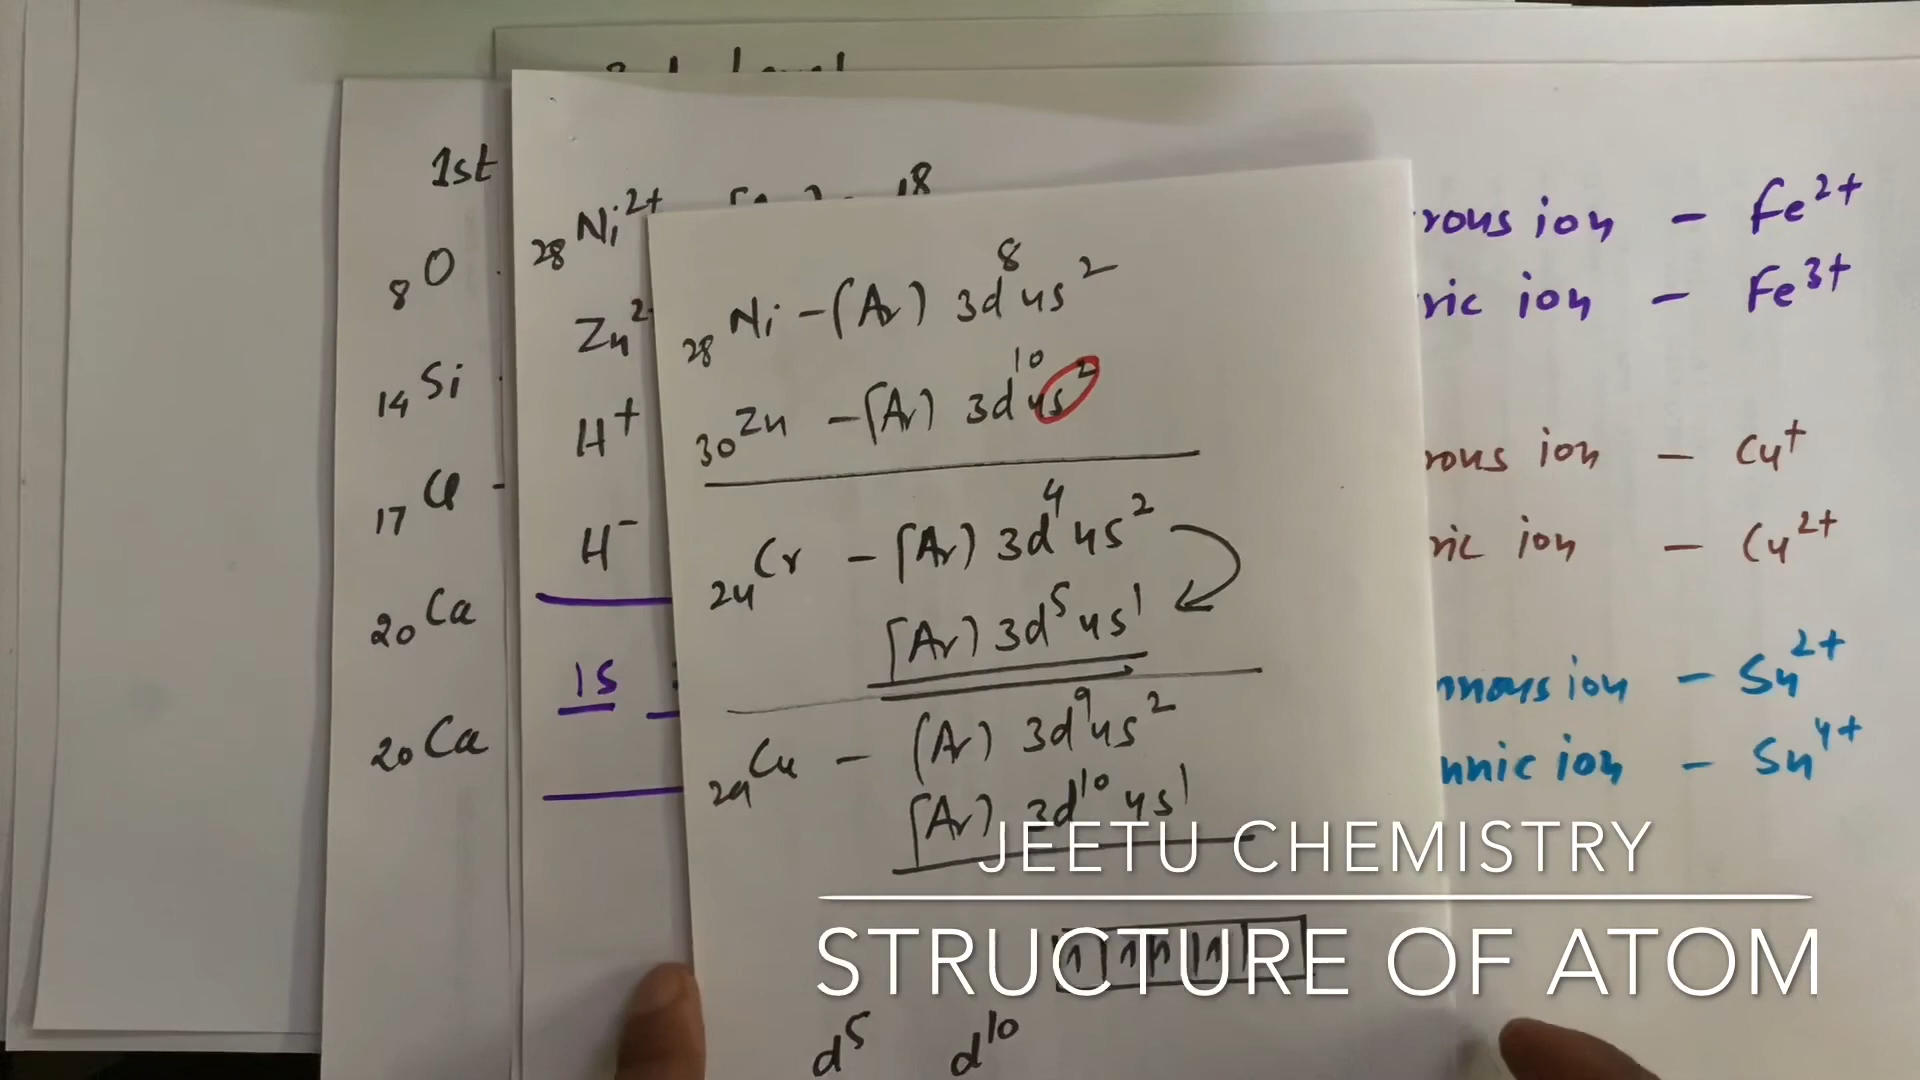 1st
8O
14Si
17Cl -
20Ca
20Ca
28Ni2+
18
Zn2
H+
H-
1S
28Ni - (Ar) 3d8 4s2
30Zn - [Ar) 3d10 4s2
24Cr - [Ar) 3d4 4s2
[Ar) 3d5 4s1
29Cu - (Ar) 3d9 4s2
[Ar) 3d10 4s1
d5 d10
rous ion - Fe2+
ric ion - Fe3+
rous ion - Cu+
ric ion - Cu2+
nnous ion - Sn2+
nnic ion - Sn4+
JEETU CHEMISTRY
STRUCTURE OF ATOM